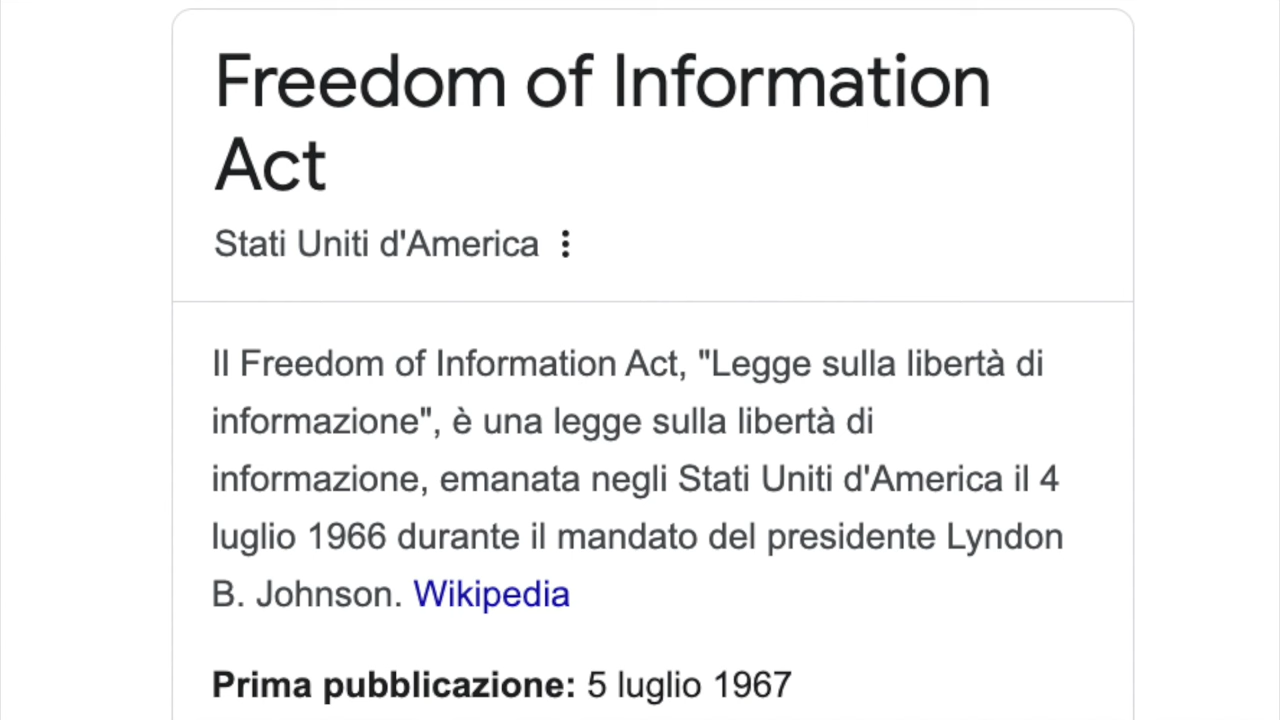 Freedom of Information
Act
Stati Uniti d'America
Il Freedom of Information Act, "Legge sulla libertà di
informazione", è una legge sulla libertà di
informazione, emanata negli Stati Uniti d'America il 4
luglio 1966 durante il mandato del presidente Lyndon
B. Johnson. Wikipedia
Prima pubblicazione: 5 luglio 1967